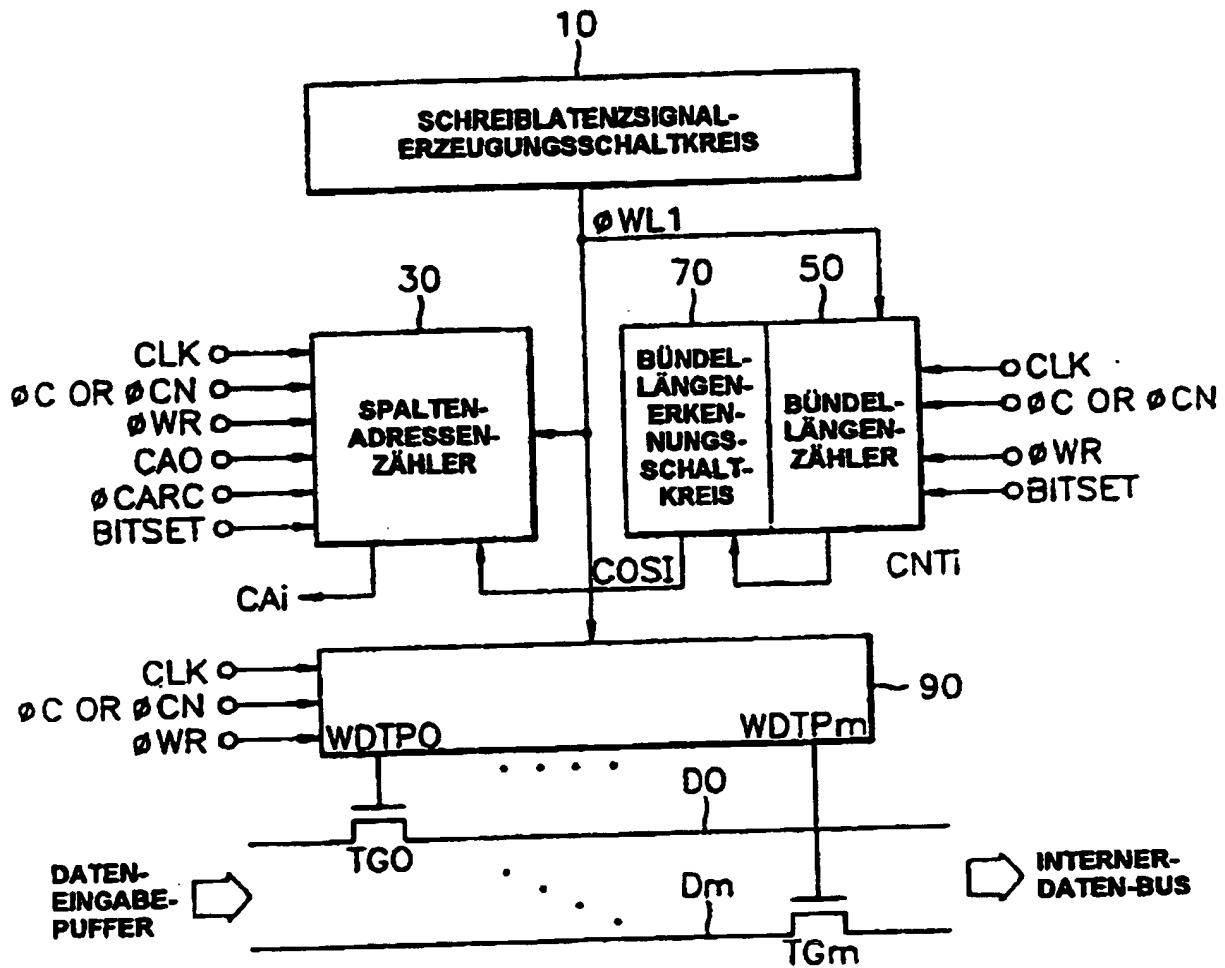 10
SCHREIBLATENZSIGNAL-
ERZEUGUNGSSCHALTKREIS
øWL1
30
70
50
CLK
øC OR øCN
øWR
CAO
øCARC
BITSET
SPALTEN-
ADRESSEN-
ZÄHLER
BÜNDEL-
LÄNGEN-
ERKEN-
NUNGS-
SCHALT-
KREIS
BÜNDEL-
LÄNGEN-
ZÄHLER
CLK
øC OR øCN
øWR
BITSET
CAi
COSI
CNTi
CLK
øC OR øCN
øWR
WDTPO
WDTPm
90
DO
TGO
DATEN-
EINGABE-
PUFFER
Dm
TGm
INTERNER-
DATEN-BUS